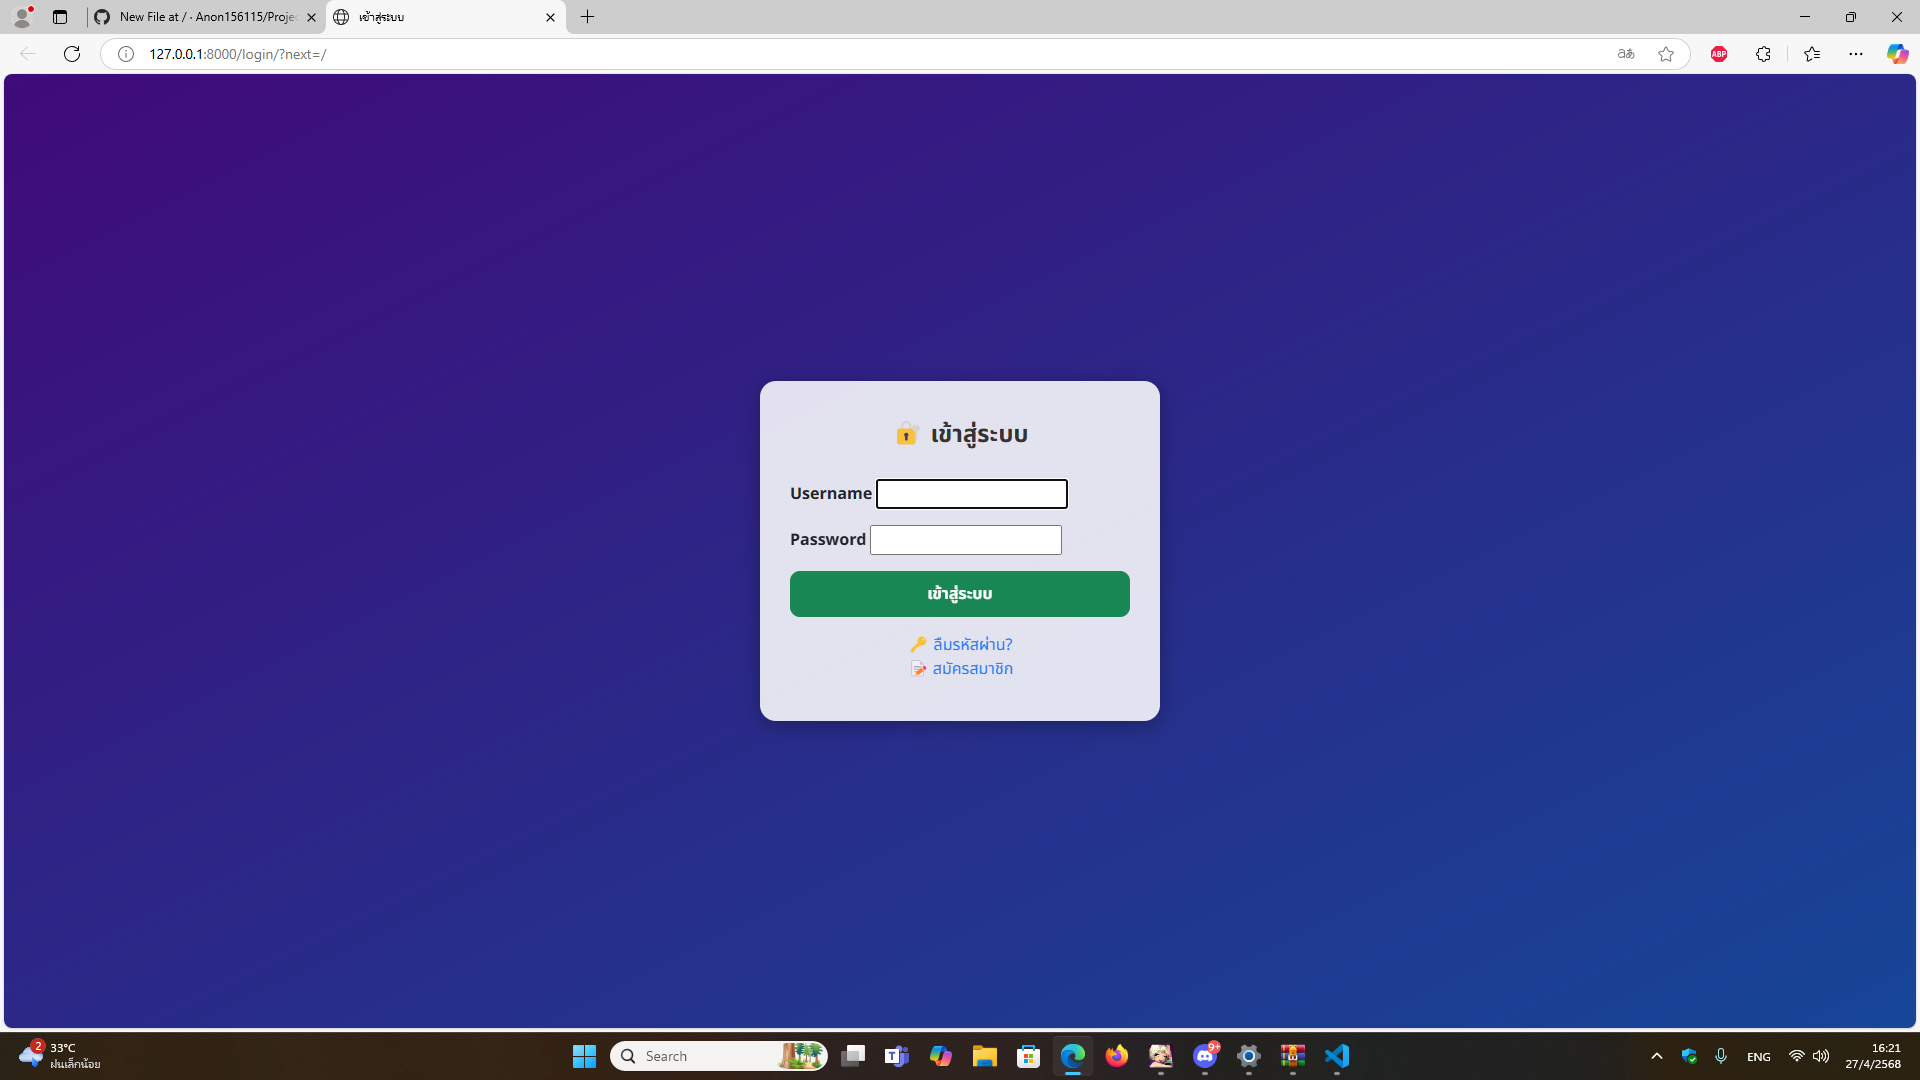 New File at / · Anon156115/Proje
เข้าสู่ระบบ
127.0.0.1:8000/login/?next=/
aあ
ABP
🔐 เข้าสู่ระบบ
Username
Password
เข้าสู่ระบบ
🔑 ลืมรหัสผ่าน?
📝 สมัครสมาชิก
2
33°C
ฝนเล็กน้อย
Search
9+
ENG
16:21
27/4/2568